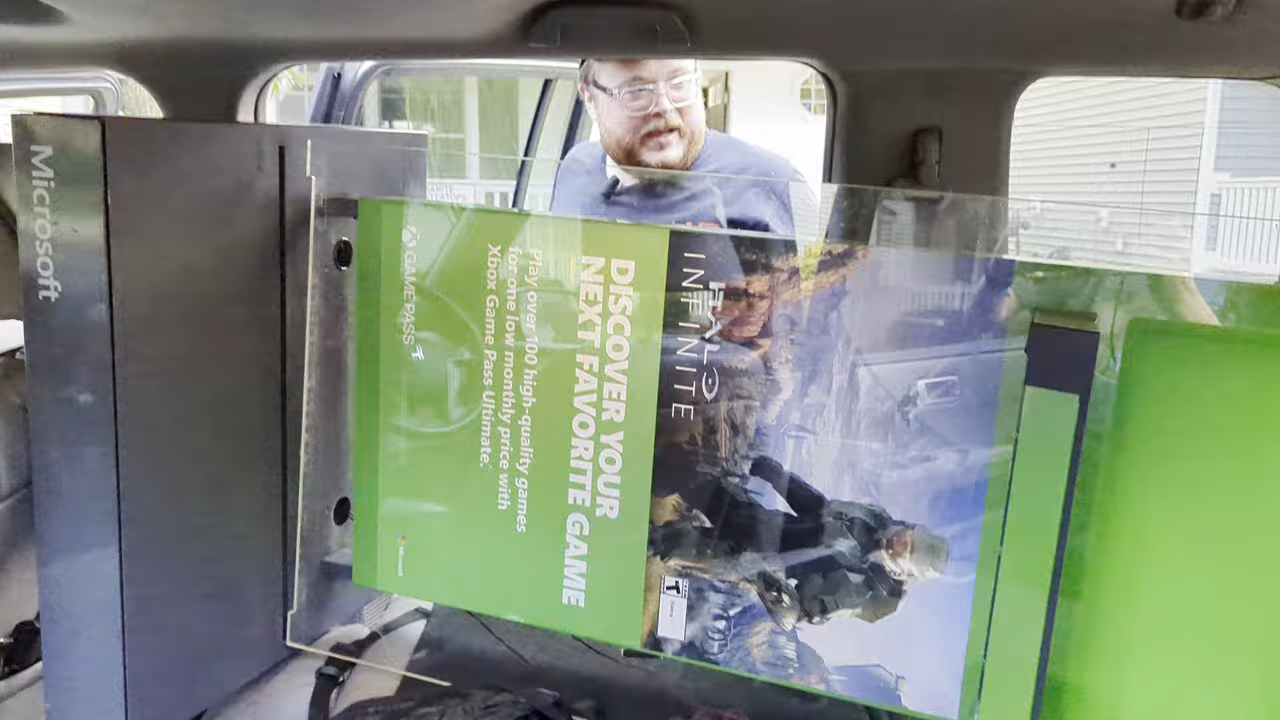 Microsoft
HALO
INFINITE
DISCOVER YOUR
NEXT FAVORITE GAME
Play over 100 high-quality games
for one low monthly price with
Xbox Game Pass Ultimate.
GAME PASS
Microsoft
T